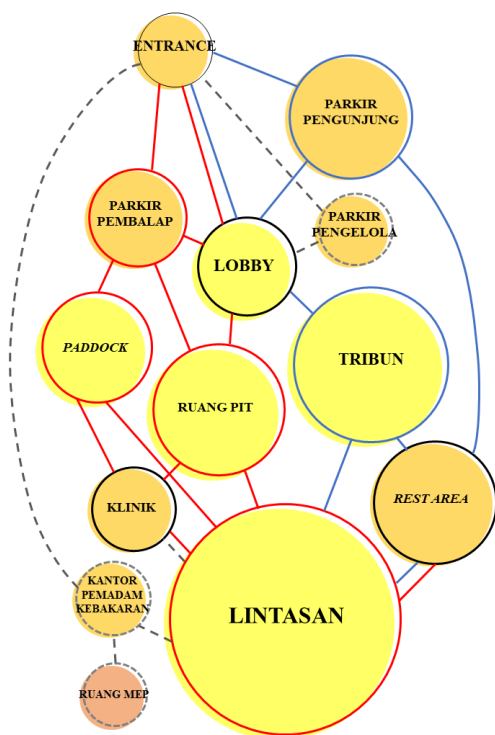 ENTRANCE
PARKIR
PENGUNJUNG
PARKIR
PEMBALAP
PARKIR
PENGELOLA
LOBBY
PADDOCK
TRIBUN
RUANG PIT
KLINIK
REST AREA
KANTOR
PEMADAM
KEBAKARAN
LINTASAN
RUANG MEP